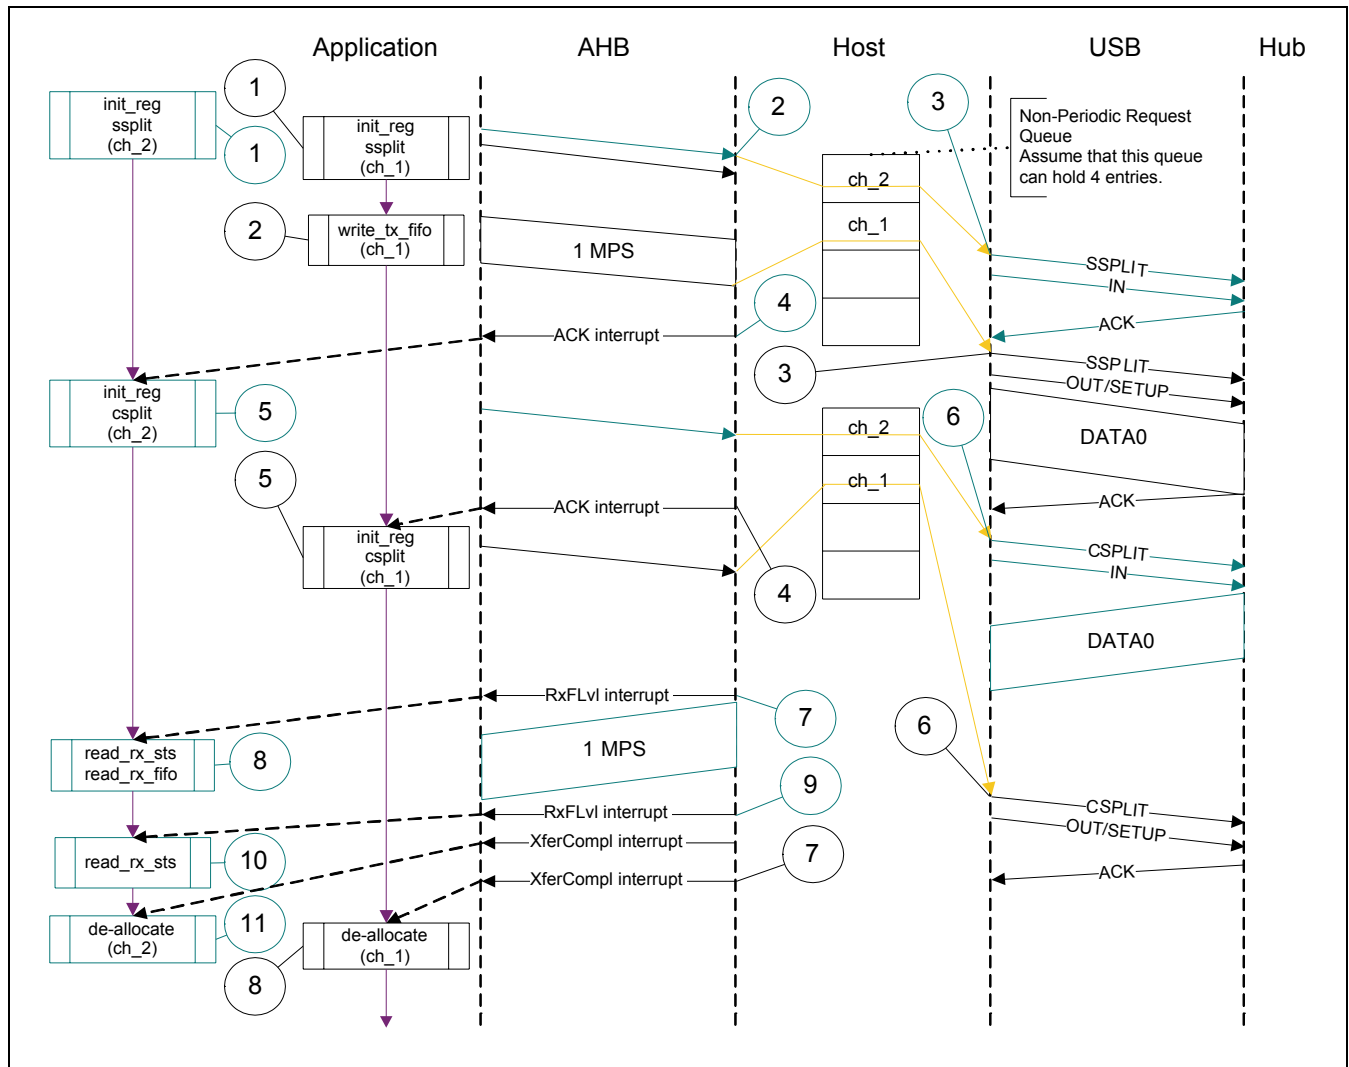 Application
AHB
Host
USB
Hub
init_reg
ssplit
(ch_2)
1
1
init_reg
ssplit
(ch_1)
2
3
Non-Periodic Request
Queue
Assume that this queue
can hold 4 entries.
ch_2
ch_1
2
write_tx_fifo
(ch_1)
1 MPS
SSPLIT
IN
ACK
4
ACK interrupt
3
SSPLIT
OUT/SETUP
DATA0
ACK
init_reg
csplit
(ch_2)
5
ch_2
ch_1
6
5
ACK interrupt
init_reg
csplit
(ch_1)
4
CSPLIT
IN
DATA0
RxFLvl interrupt
7
6
read_rx_sts
read_rx_fifo
8
1 MPS
9
RxFLvl interrupt
CSPLIT
OUT/SETUP
ACK
XferCompl interrupt
7
read_rx_sts
10
XferCompl interrupt
de-allocate
(ch_2)
11
de-allocate
(ch_1)
8